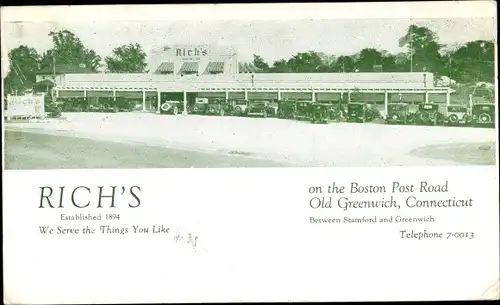 Rich's
RICH'S
Established 1894
We Serve the Things You Like
on the Boston Post Road
Old Greenwich, Connecticut
Between Stamford and Greenwich
Telephone 7-0013